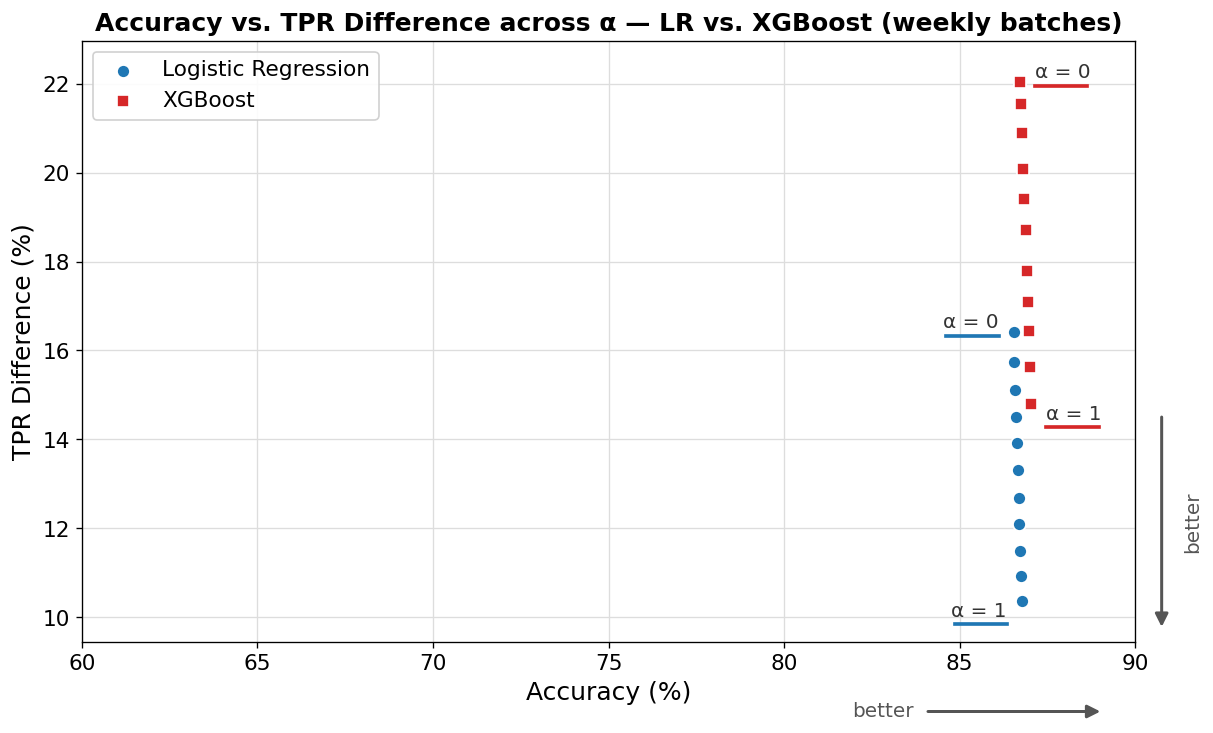 Accuracy vs. TPR Difference across α — LR vs. XGBoost (weekly batches)
Logistic Regression
XGBoost
α = 0
α = 0
α = 1
α = 1
22
20
18
16
14
12
10
TPR Difference (%)
better
60 65 70 75 80 85 90
Accuracy (%)
better